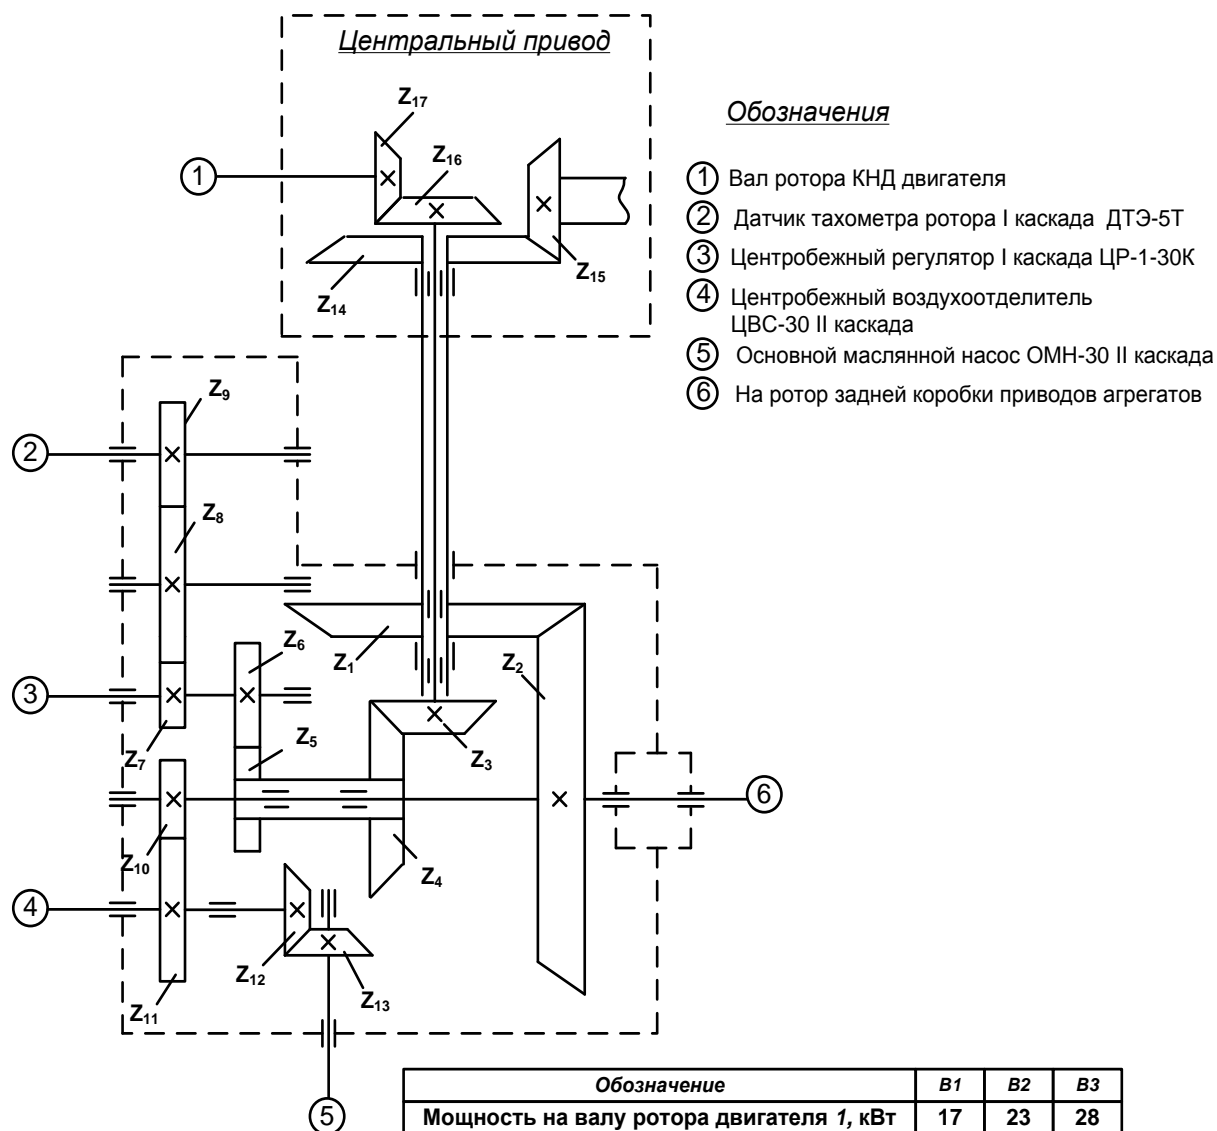 Центральный привод
Z17
Z16
Z15
Z14
Обозначения
1 Вал ротора КНД двигателя
2 Датчик тахометра ротора I каскада ДТЭ-5Т
3 Центробежный регулятор I каскада ЦР-1-30К
4 Центробежный воздухоотделитель
ЦВС-30 II каскада
5 Основной маслянной насос ОМН-30 II каскада
6 На ротор задней коробки приводов агрегатов
1
Z9
2
Z8
Z6
Z1
Z2
3
Z7
Z5
Z3
6
Z10
Z4
4
Z12
Z13
Z11
5
Обозначение В1 В2 В3
Мощность на валу ротора двигателя 1, кВт 17 23 28